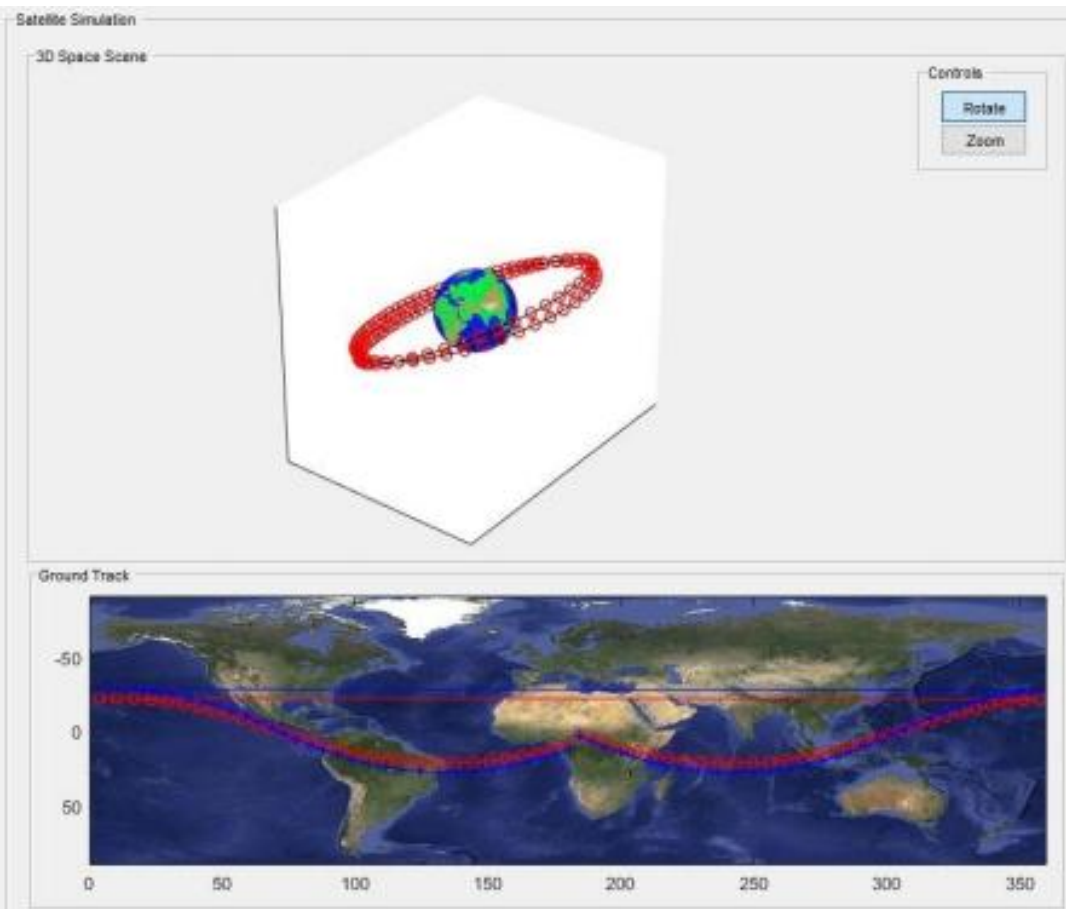 Satellite Simulation
3D Space Scene
Controls
Rotate
Zoom
Ground Track
-50
0
50
0 50 100 150 200 250 300 350